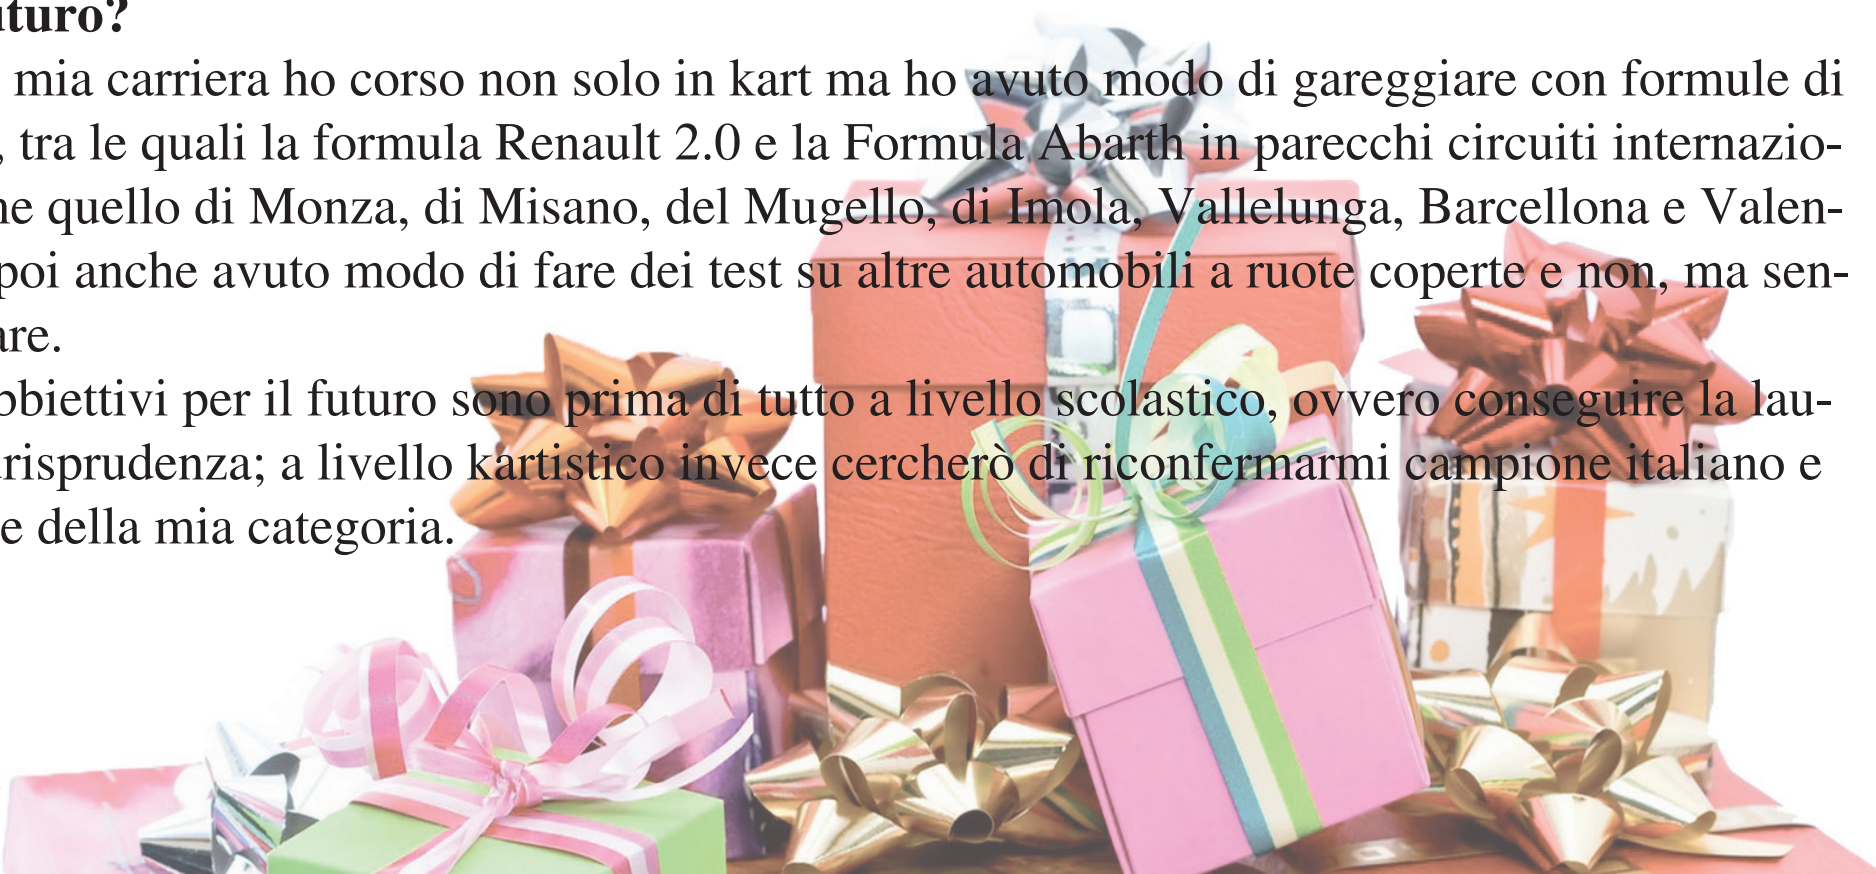 uturo?
mia carriera ho corso non solo in kart ma ho avuto modo di gareggiare con formule di
, tra le quali la formula Renault 2.0 e la Formula Abarth in parecchi circuiti internazio-
ne quello di Monza, di Misano, del Mugello, di Imola, Vallelunga, Barcellona e Valen-
poi anche avuto modo di fare dei test su altre automobili a ruote coperte e non, ma sen-
are.
bbiettivi per il futuro sono prima di tutto a livello scolastico, ovvero conseguire la lau-
urisprudenza; a livello kartistico invece cercherò di riconfermarmi campione italiano e
e della mia categoria.